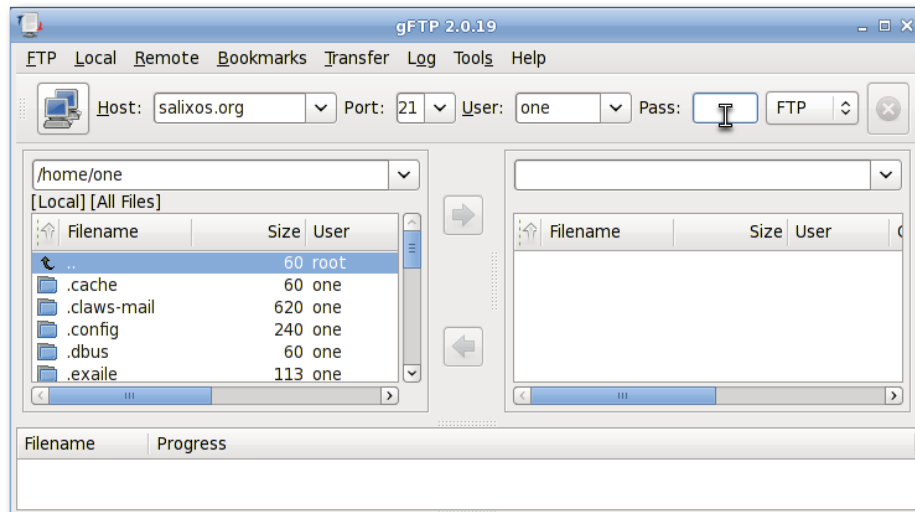 gFTP 2.0.19
FTP Local Remote Bookmarks Transfer Log Tools Help
Host: salixos.org Port: 21 User: one Pass: FTP
/home/one
[Local] [All Files]
Filename Size User Filename Size User
.. 60 root
.cache 60 one
.claws-mail 620 one
.config 240 one
.dbus 60 one
.exaile 113 one
Filename Progress